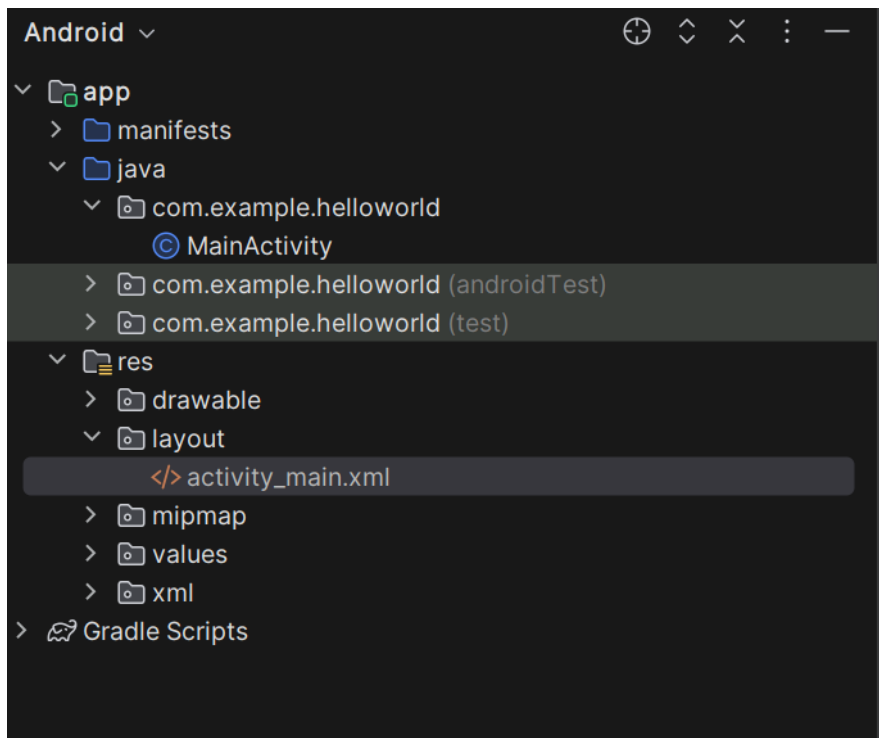 Android
app
manifests
java
com.example.helloworld
MainActivity
com.example.helloworld (androidTest)
com.example.helloworld (test)
res
drawable
layout
</> activity_main.xml
mipmap
values
xml
Gradle Scripts